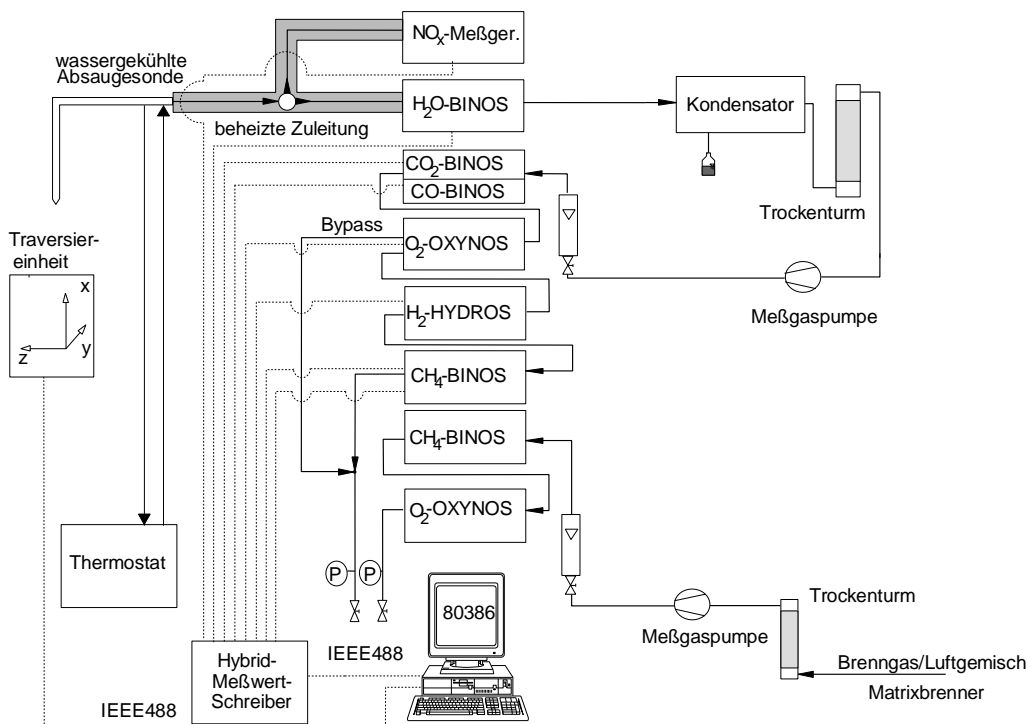 NOx-Meßger.
wassergekühlte
Absaugesonde
H2O-BINOS
Kondensator
beheizte Zuleitung
CO2-BINOS
CO-BINOS
Trockenturm
Bypass
Traversier-
einheit
O2-OXYNOS
x
y
z
H2-HYDROS
Meßgaspumpe
CH4-BINOS
CH4-BINOS
O2-OXYNOS
Thermostat
P
P
80386
Trockenturm
Meßgaspumpe
IEEE488
Hybrid-
Meßwert-
Schreiber
Brenngas/Luftgemisch
Matrixbrenner
IEEE488